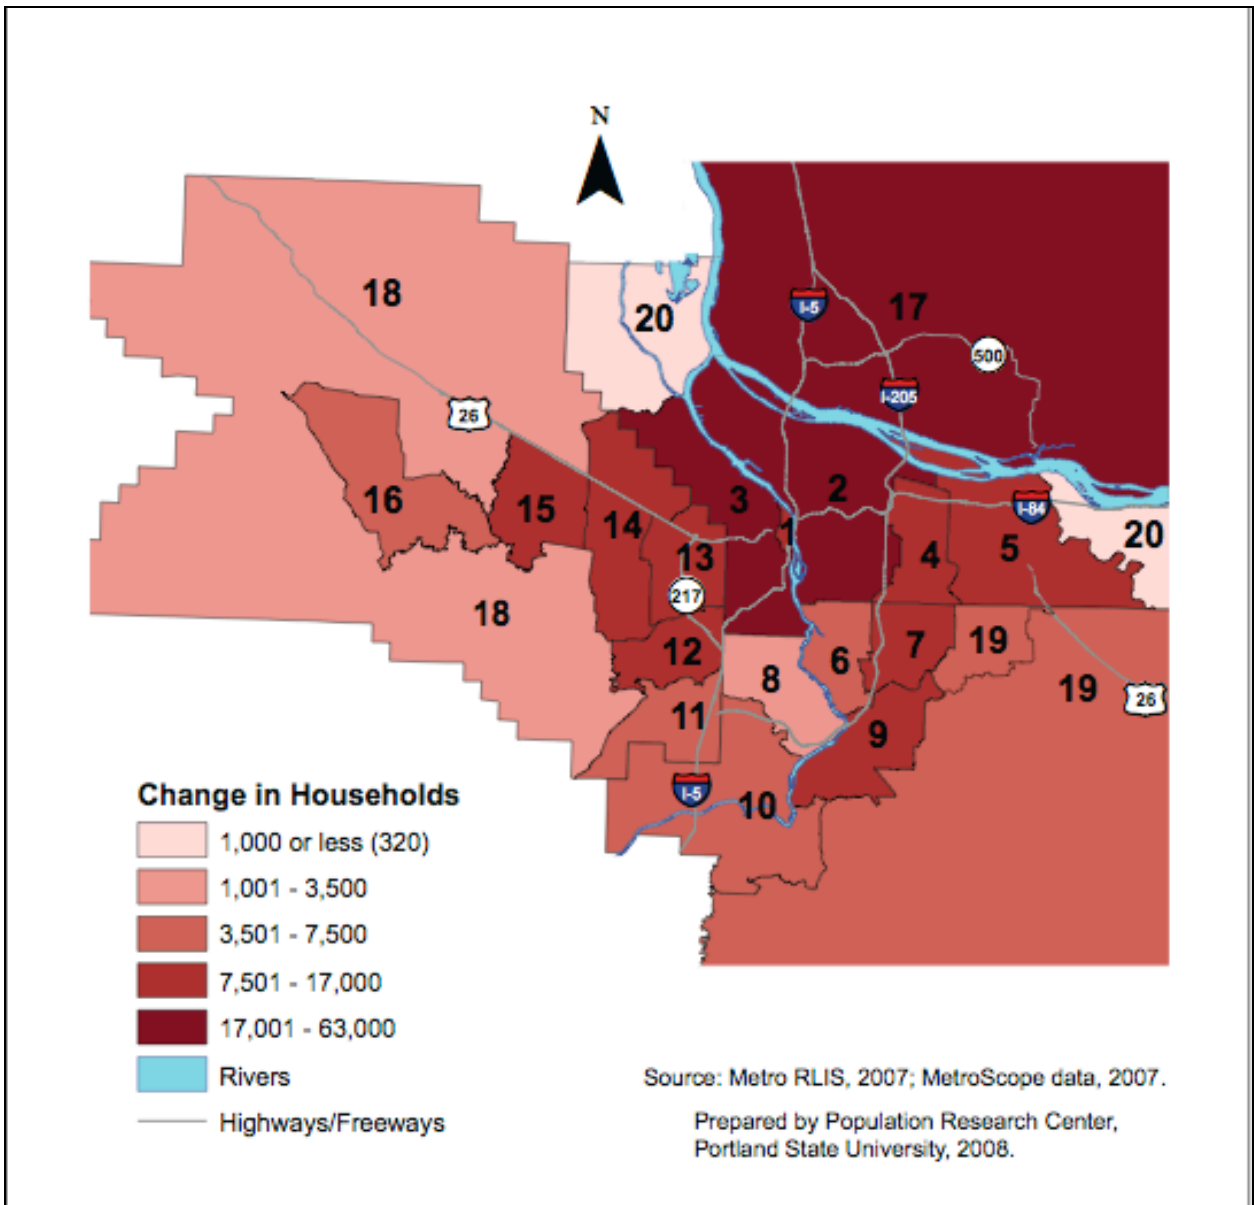 N
18
20
17
I-5
500
I-205
26
16
15
14
3
2
1
13
4
5
I-84
20
217
18
12
8
6
7
19
19
26
11
9
I-5
10
Change in Households
1,000 or less (320)
1,001 - 3,500
3,501 - 7,500
7,501 - 17,000
17,001 - 63,000
Rivers
Highways/Freeways
Source: Metro RLIS, 2007; MetroScope data, 2007.
Prepared by Population Research Center,
Portland State University, 2008.